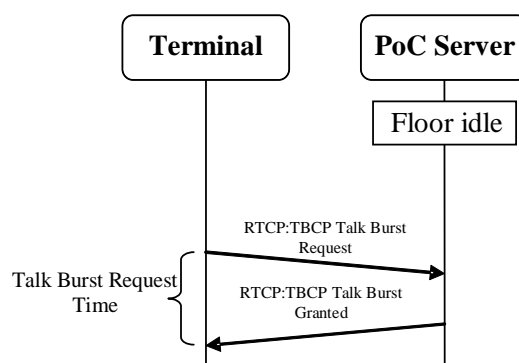 Terminal
PoC Server
Floor idle
RTCP:TBCP Talk Burst
Request
Talk Burst Request
Time
RTCP:TBCP Talk Burst
Granted